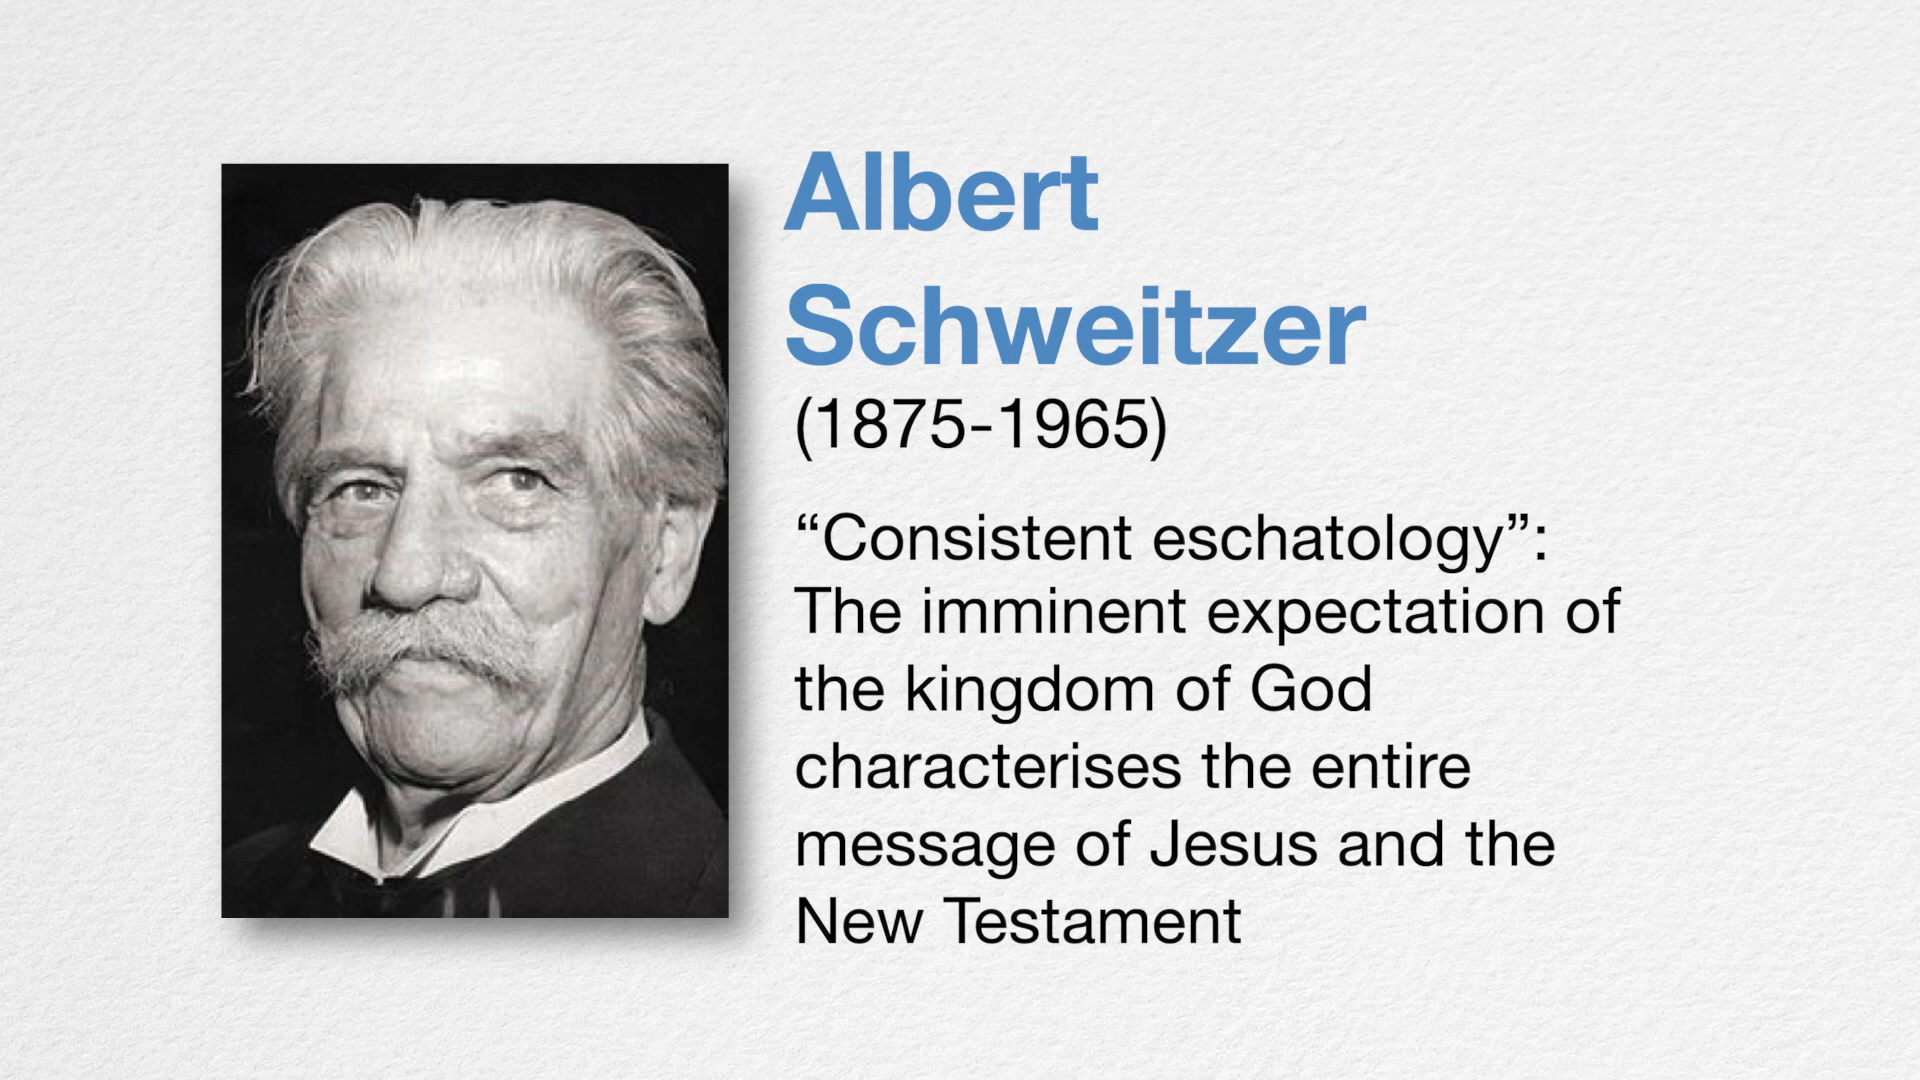 Albert
Schweitzer
(1875-1965)
“Consistent eschatology”:
The imminent expectation of
the kingdom of God
characterises the entire
message of Jesus and the
New Testament